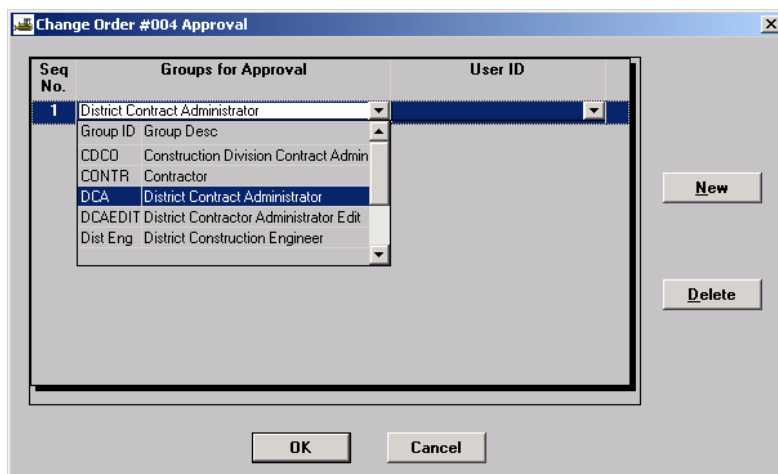 Change Order #004 Approval
Seq No. Groups for Approval User ID
1 District Contract Administrator
Group ID Group Desc
CDCO Construction Division Contract Admin
CONTR Contractor
DCA District Contract Administrator
DCAEDIT District Contractor Administrator Edit
Dist Eng District Construction Engineer
New
Delete
OK Cancel